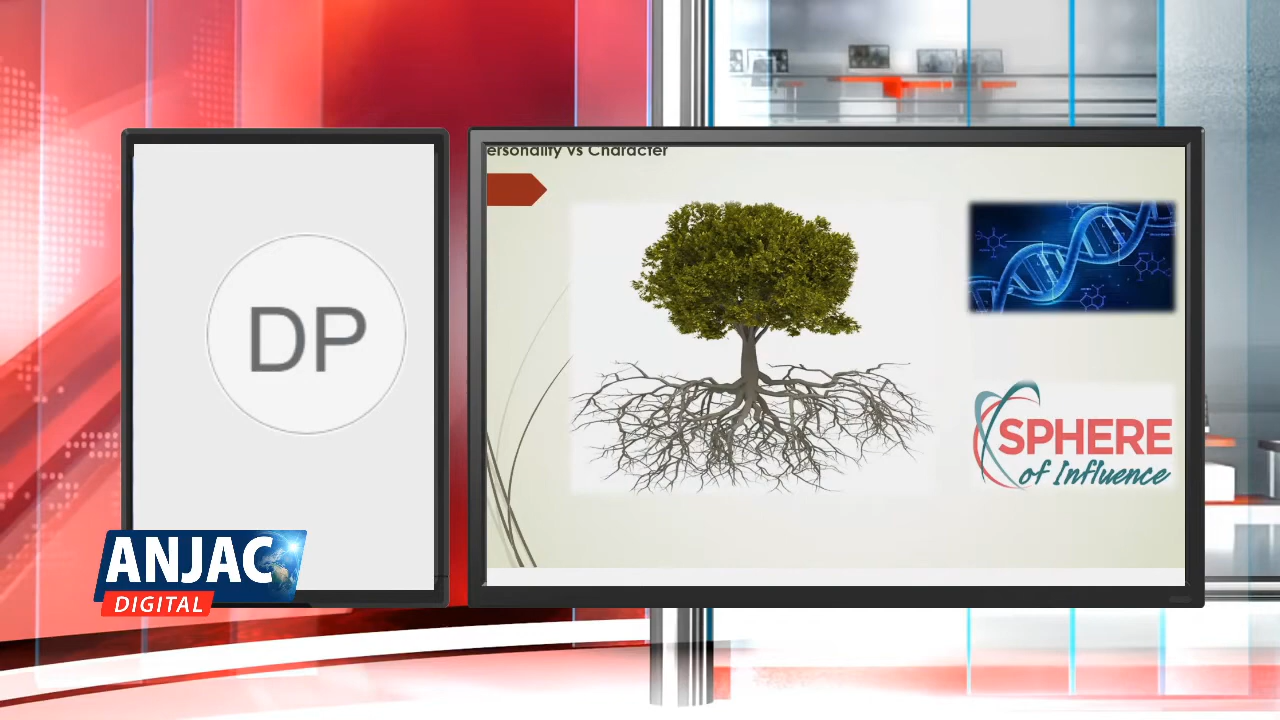 ersonality vs Character
DP
SPHERE
of Influence
ANJAC
DIGITAL